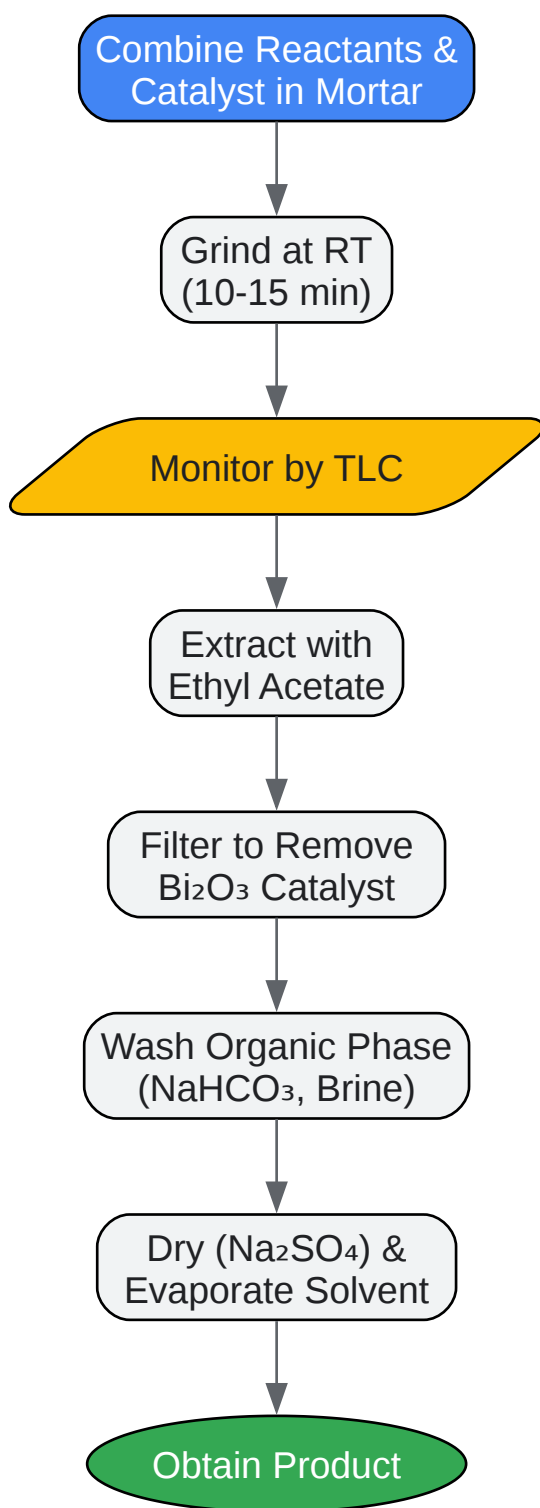 Combine Reactants &
Catalyst in Mortar
Grind at RT
(10-15 min)
Monitor by TLC
Extract with
Ethyl Acetate
Filter to Remove
Bi₂O₃ Catalyst
Wash Organic Phase
(NaHCO₃, Brine)
Dry (Na₂SO₄) &
Evaporate Solvent
Obtain Product